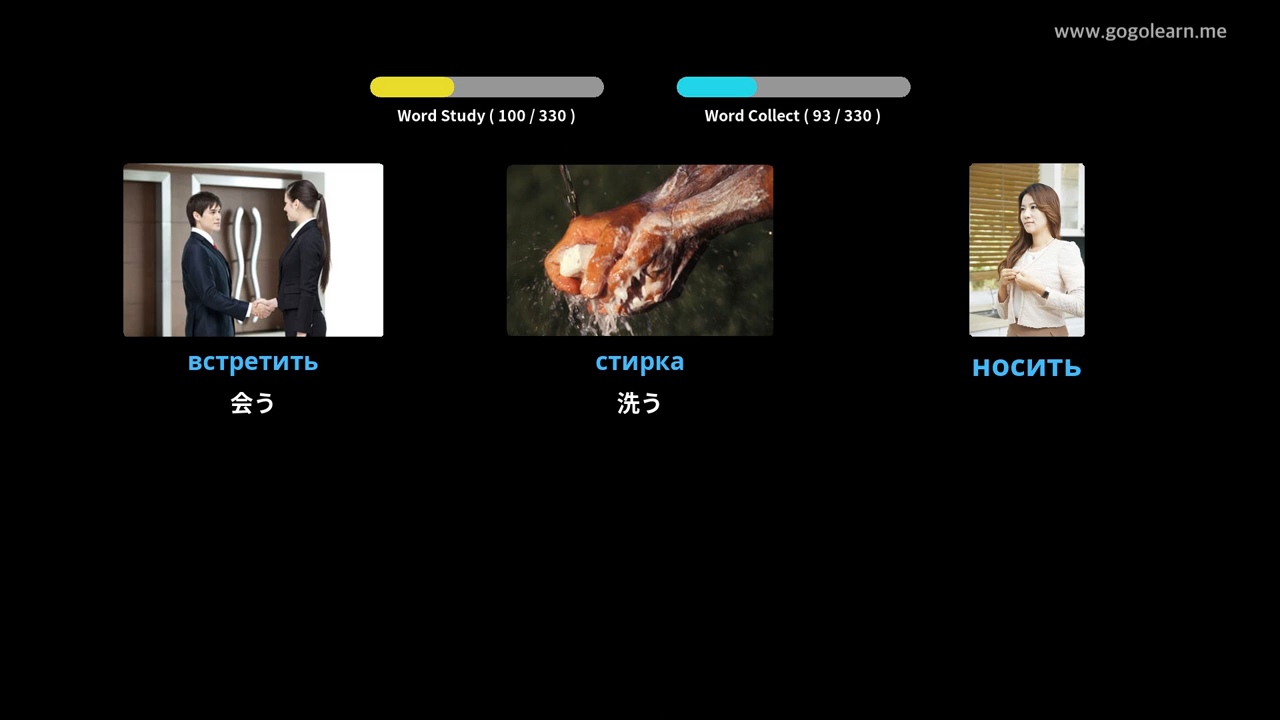 www.gogolearn.me
Word Study ( 100 / 330 )
Word Collect ( 93 / 330 )
встретить
стирка
носить
会う
洗う